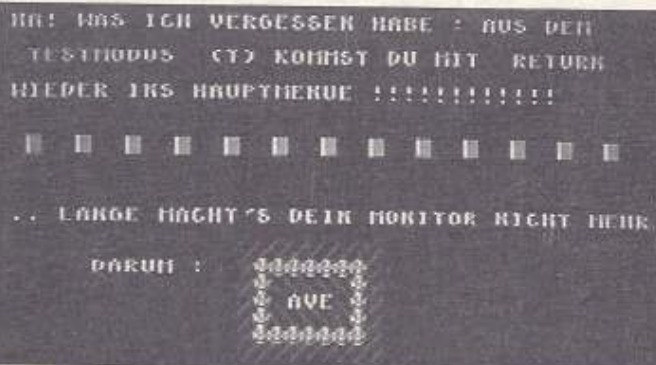 HA! WAS ICH VERGESSEN HABE : AUS DEM
TESTMODUS (T) KOMMST DU MIT RETURN
WIEDER INS HAUPTMENUE !!!!!!!!!!!!
.. LANGE MACHT'S DEIN MONITOR NICHT MEHR
DARUM :
AVE